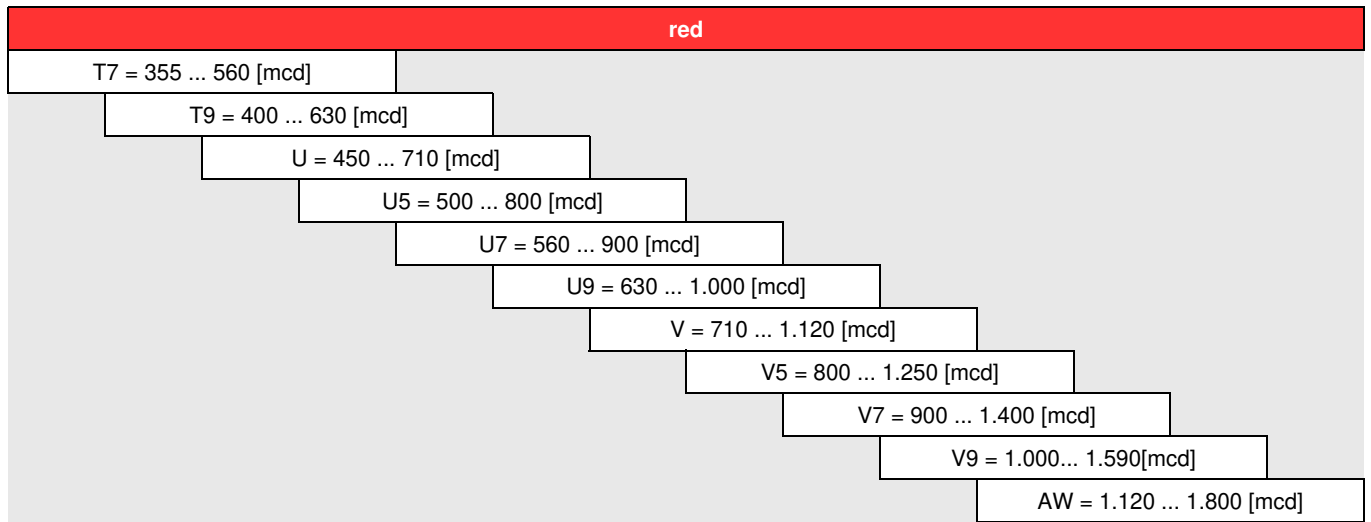 red
T7 = 355 ... 560 [mcd]
T9 = 400 ... 630 [mcd]
U = 450 ... 710 [mcd]
U5 = 500 ... 800 [mcd]
U7 = 560 ... 900 [mcd]
U9 = 630 ... 1.000 [mcd]
V = 710 ... 1.120 [mcd]
V5 = 800 ... 1.250 [mcd]
V7 = 900 ... 1.400 [mcd]
V9 = 1.000... 1.590[mcd]
AW = 1.120 ... 1.800 [mcd]